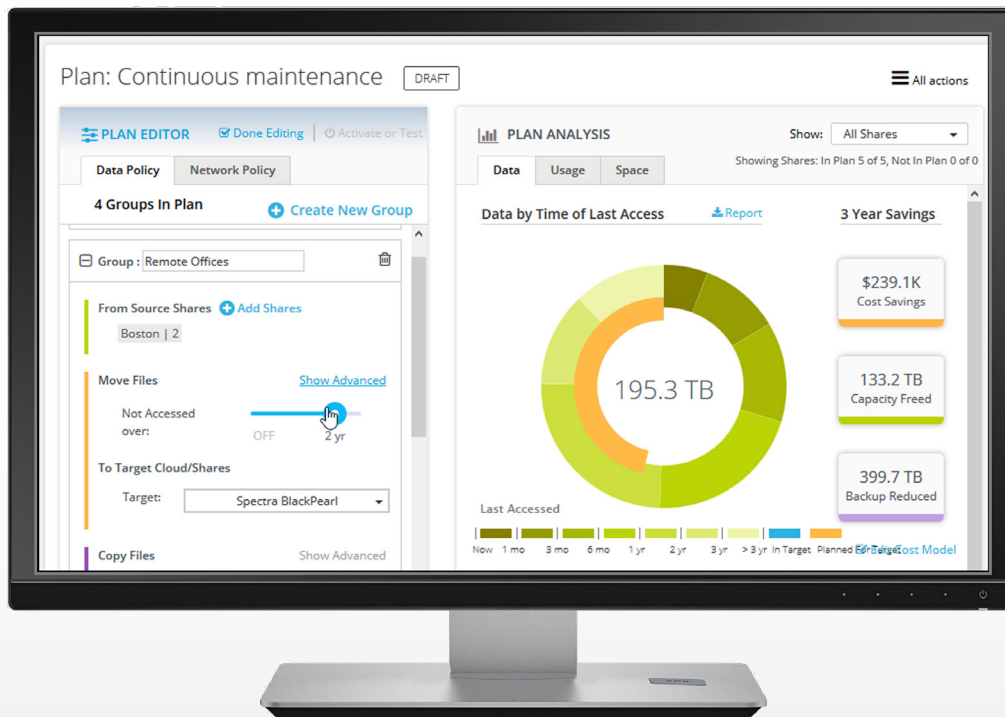 Plan: Continuous maintenance DRAFT
All actions
PLAN EDITOR Done Editing Activate or Test
Data Policy Network Policy
4 Groups In Plan Create New Group
Group : Remote Offices
From Source Shares Add Shares
Boston | 2
Move Files Show Advanced
Not Accessed
over:
OFF 2 yr
To Target Cloud/Shares
Target: Spectra BlackPearl
Copy Files Show Advanced
PLAN ANALYSIS Show: All Shares
Showing Shares: In Plan 5 of 5, Not In Plan 0 of 0
Data Usage Space
Data by Time of Last Access Report
195.3 TB
Last Accessed
Now 1 mo 3 mo 6 mo 1 yr 2 yr 3 yr > 3 yr In Target Planned For Target
3 Year Savings
$239.1K
Cost Savings
133.2 TB
Capacity Freed
399.7 TB
Backup Reduced
Edit Cost Model